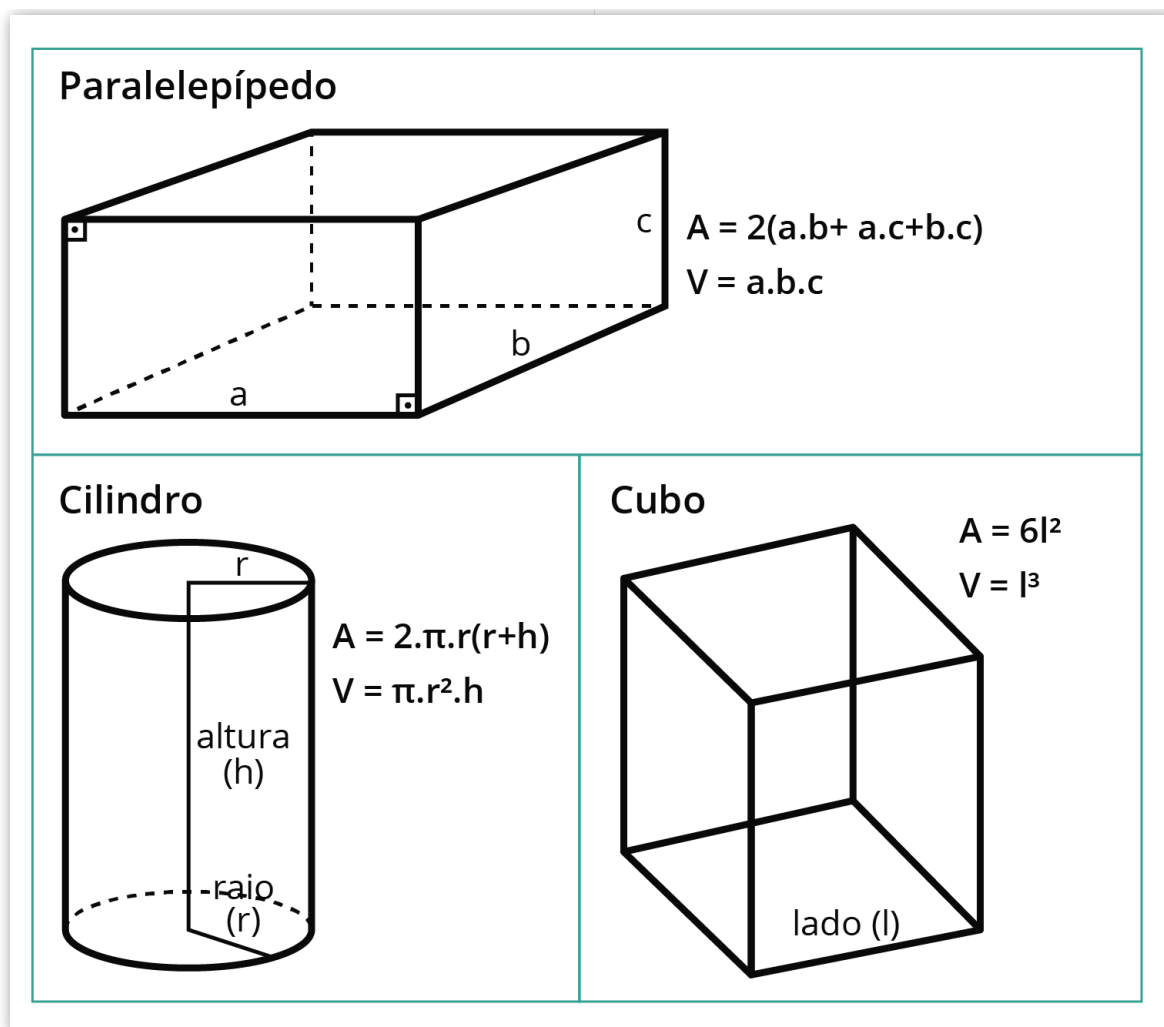 Paralelepípedo
c
A = 2(a.b+ a.c+b.c)
V = a.b.c
b
a
Cilindro
r
A = 2.π.r(r+h)
V = π.r².h
altura
(h)
raio
(r)
Cubo
A = 6l²
V = l³
lado (l)